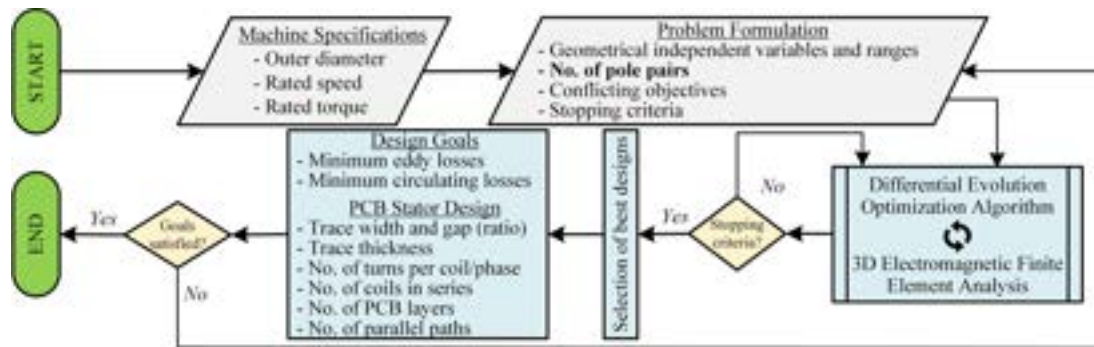 START
Machine Specifications
- Outer diameter
- Rated speed
- Rated torque
Problem Formulation
- Geometrical independent variables and ranges
- No. of pole pairs
- Conflicting objectives
- Stopping criteria
Differential Evolution
Optimization Algorithm
3D Electromagnetic Finite
Element Analysis
No
Stopping
criteria?
Yes
Selection of best designs
Design Goals
- Minimum eddy losses
- Minimum circulating losses
PCB Stator Design
- Trace width and gap (ratio)
- Trace thickness
- No. of turns per coil/phase
- No. of coils in series
- No. of PCB layers
- No. of parallel paths
Goals
satisfied?
Yes
No
END